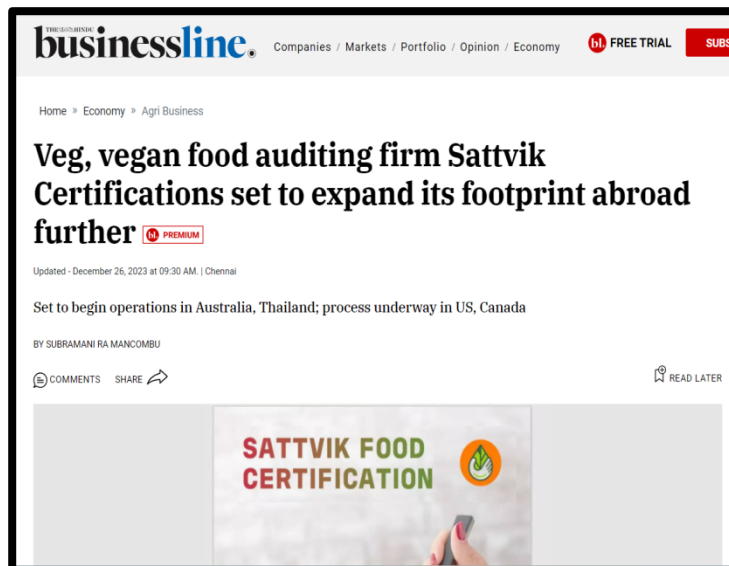 THE HINDU
businessline.
Companies / Markets / Portfolio / Opinion / Economy
bl. FREE TRIAL
SUBS
Home » Economy » Agri Business
Veg, vegan food auditing firm Sattvik
Certifications set to expand its footprint abroad
further bl. PREMIUM
Updated - December 26, 2023 at 09:30 AM. | Chennai
Set to begin operations in Australia, Thailand; process underway in US, Canada
BY SUBRAMANI RA MANCOMBU
COMMENTS SHARE
READ LATER
SATTVIK FOOD
CERTIFICATION